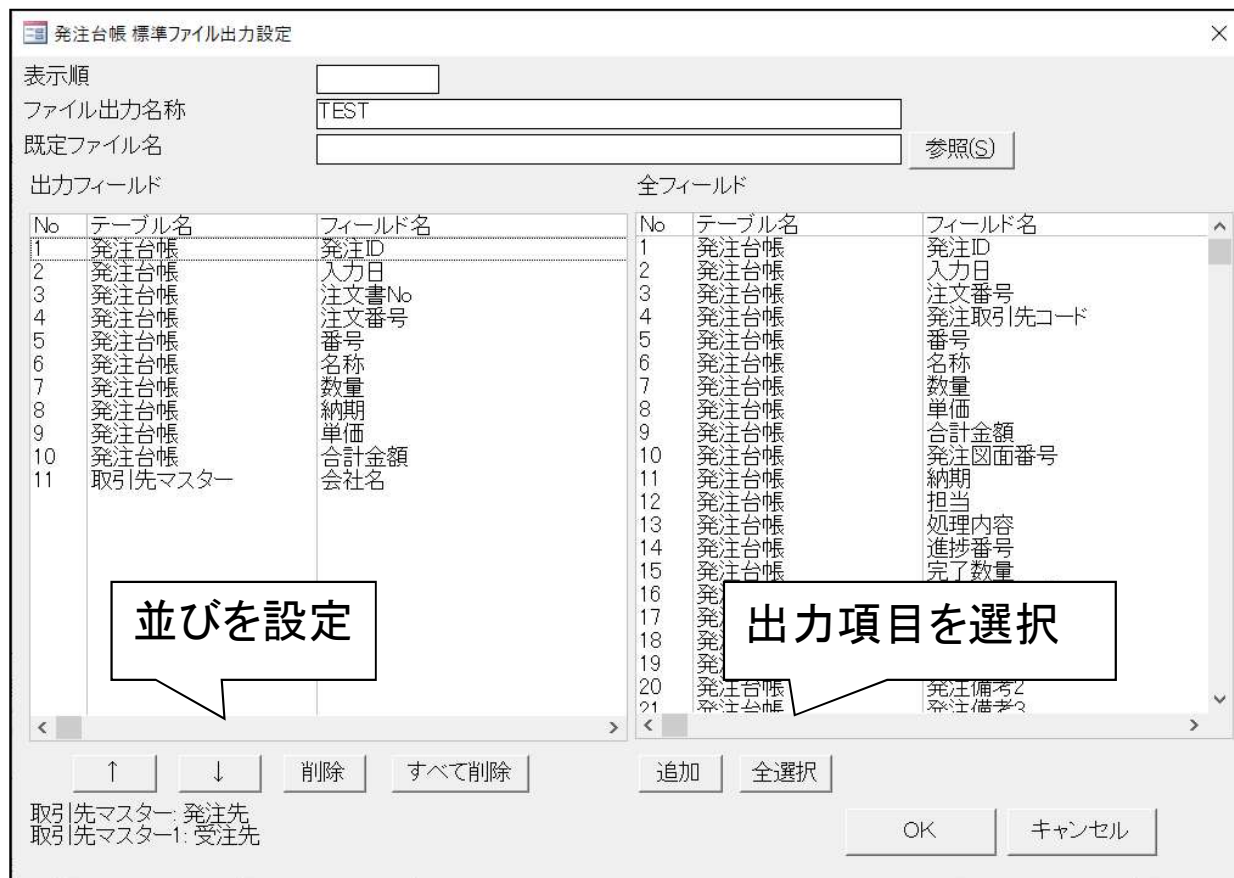 発注台帳 標準ファイル出力設定
表示順
ファイル出力名称 TEST
既定ファイル名 参照(S)
出力フィールド
No テーブル名 フィールド名
1 発注台帳 発注ID
2 発注台帳 入力日
3 発注台帳 注文書No
4 発注台帳 注文番号
5 発注台帳 番号
6 発注台帳 名称
7 発注台帳 数量
8 発注台帳 納期
9 発注台帳 単価
10 発注台帳 合計金額
11 取引先マスター 会社名
並びを設定
↑ ↓ 削除 すべて削除
全フィールド
No テーブル名 フィールド名
1 発注台帳 発注ID
2 発注台帳 入力日
3 発注台帳 注文番号
4 発注台帳 発注取引先コード
5 発注台帳 番号
6 発注台帳 名称
7 発注台帳 数量
8 発注台帳 単価
9 発注台帳 合計金額
10 発注台帳 発注図面番号
11 発注台帳 納期
12 発注台帳 担当
13 発注台帳 処理内容
14 発注台帳 進捗番号
15 発注台帳 完了数量
16 発
17 発
18 発
19 発
20 発注台帳 発注備考2
21 発注台帳 発注備考3
出力項目を選択
追加 全選択
取引先マスター: 発注先
取引先マスター1: 受注先
OK キャンセル